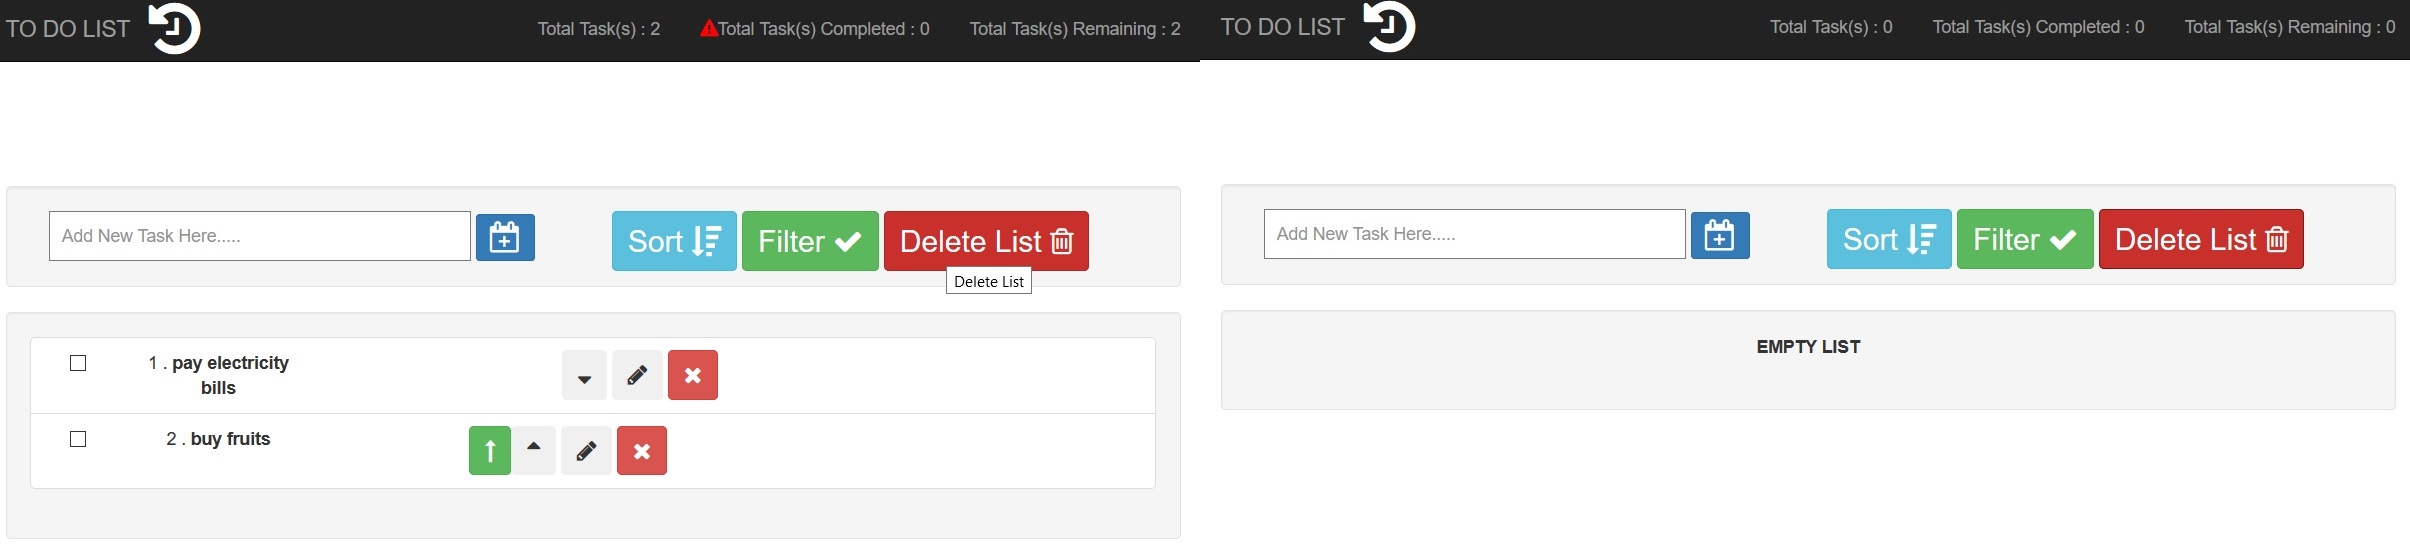 TO DO LIST
Total Task(s) : 2
Total Task(s) Completed : 0
Total Task(s) Remaining : 2
Add New Task Here.....
Sort
Filter
Delete List
Delete List
1 . pay electricity
bills
2 . buy fruits
TO DO LIST
Total Task(s) : 0
Total Task(s) Completed : 0
Total Task(s) Remaining : 0
Add New Task Here.....
Sort
Filter
Delete List
EMPTY LIST